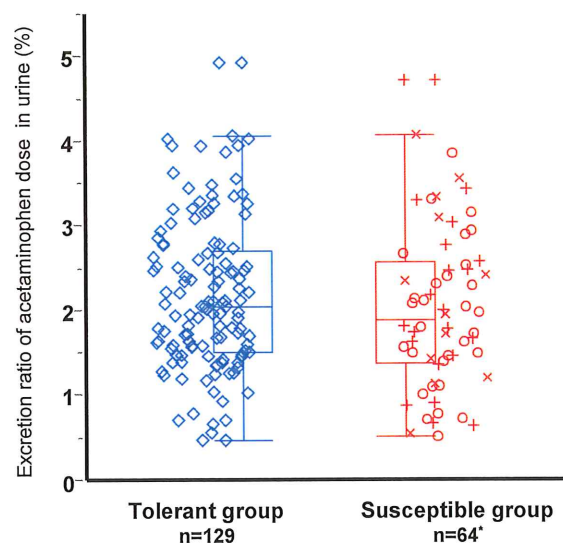 Excretion ratio of acetaminophen dose in urine (%)
5
4
3
2
1
0
Tolerant group
n=129
Susceptible group
n=64*